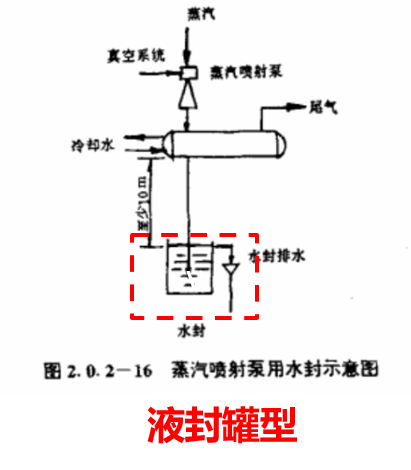 蒸汽
真空系统
蒸汽喷射泵
尾气
冷却水
至少10m
水封排水
水封
图2.0.2－16 蒸汽喷射泵用水封示意图
液封罐型